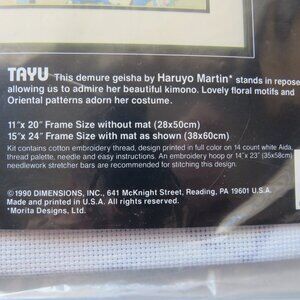 TAYU This demure geisha by Haruyo Martin* stands in repose
allowing us to admire her beautiful kimono. Lovely floral motifs and
Oriental patterns adorn her costume.
11"x 20" Frame Size without mat (28x50cm)
15"x 24" Frame Size with mat as shown (38x60cm)
Kit contains cotton embroidery thread, design printed in full color on 14 count white Aida,
thread palette, needle and easy instructions. An embroidery hoop or 14"x 23" (35x58cm)
needlework stretcher bars are recommended for stitching this design.
©1990 DIMENSIONS, INC., 641 McKnight Street, Reading, PA 19601 U.S.A.
Made and printed in U.S.A. All Rights Reserved.
*Morita Designs, Ltd.